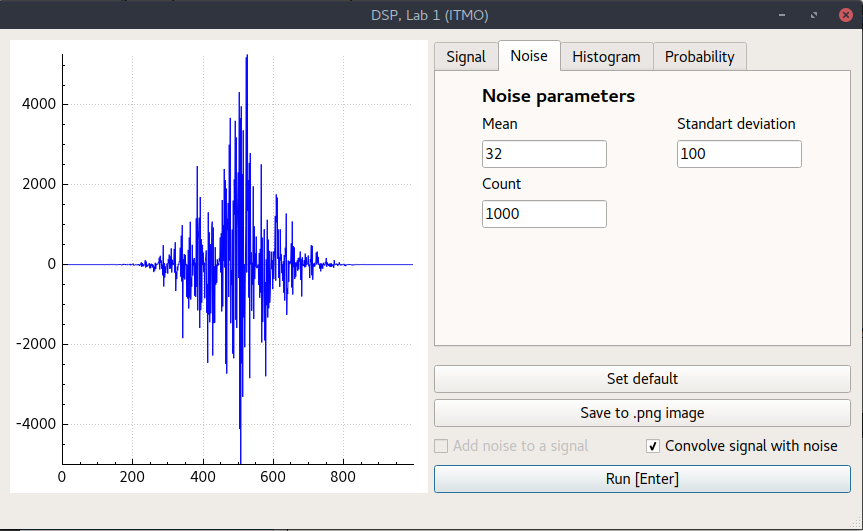 DSP, Lab 1 (ITMO)
Signal Noise Histogram Probability
Noise parameters
Mean Standart deviation
32 100
Count
1000
4000
2000
0
-2000
-4000
0 200 400 600 800
Set default
Save to .png image
Add noise to a signal ✔ Convolve signal with noise
Run [Enter]